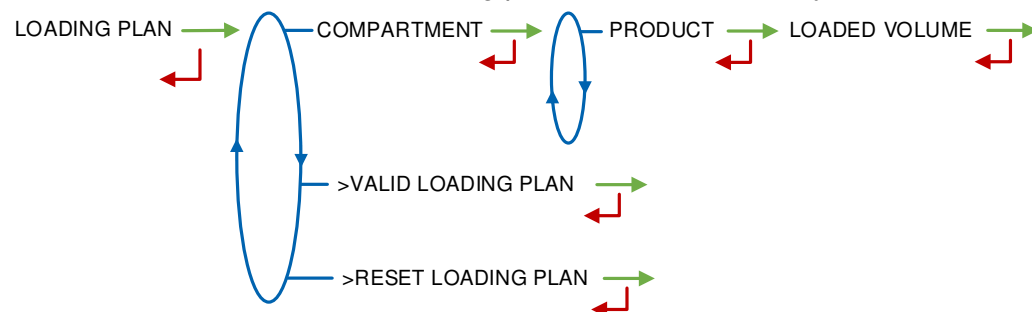 LOADING PLAN COMPARTMENT PRODUCT LOADED VOLUME
>VALID LOADING PLAN
>RESET LOADING PLAN